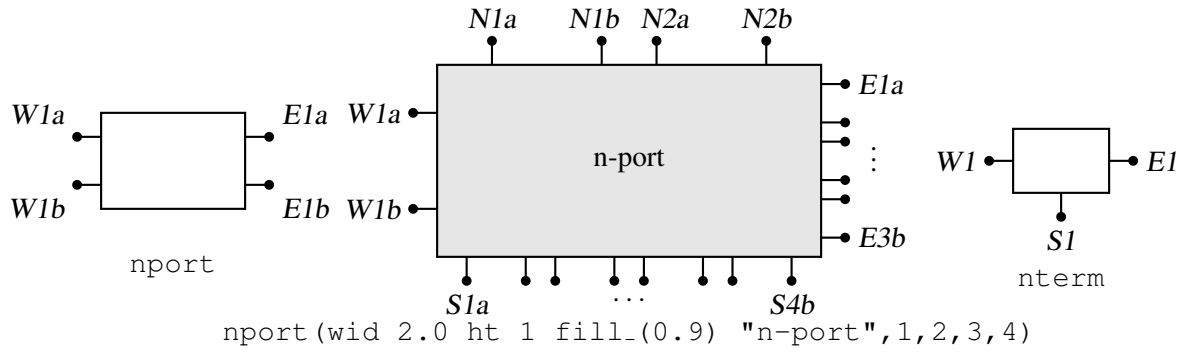 N1a N1b N2a N2b
W1a E1a W1a E1a
n-port ⋮ W1 E1
W1b E1b W1b E3b
nport S1 nterm
S1a ... S4b
nport(wid 2.0 ht 1 fill_(0.9) "n-port",1,2,3,4)